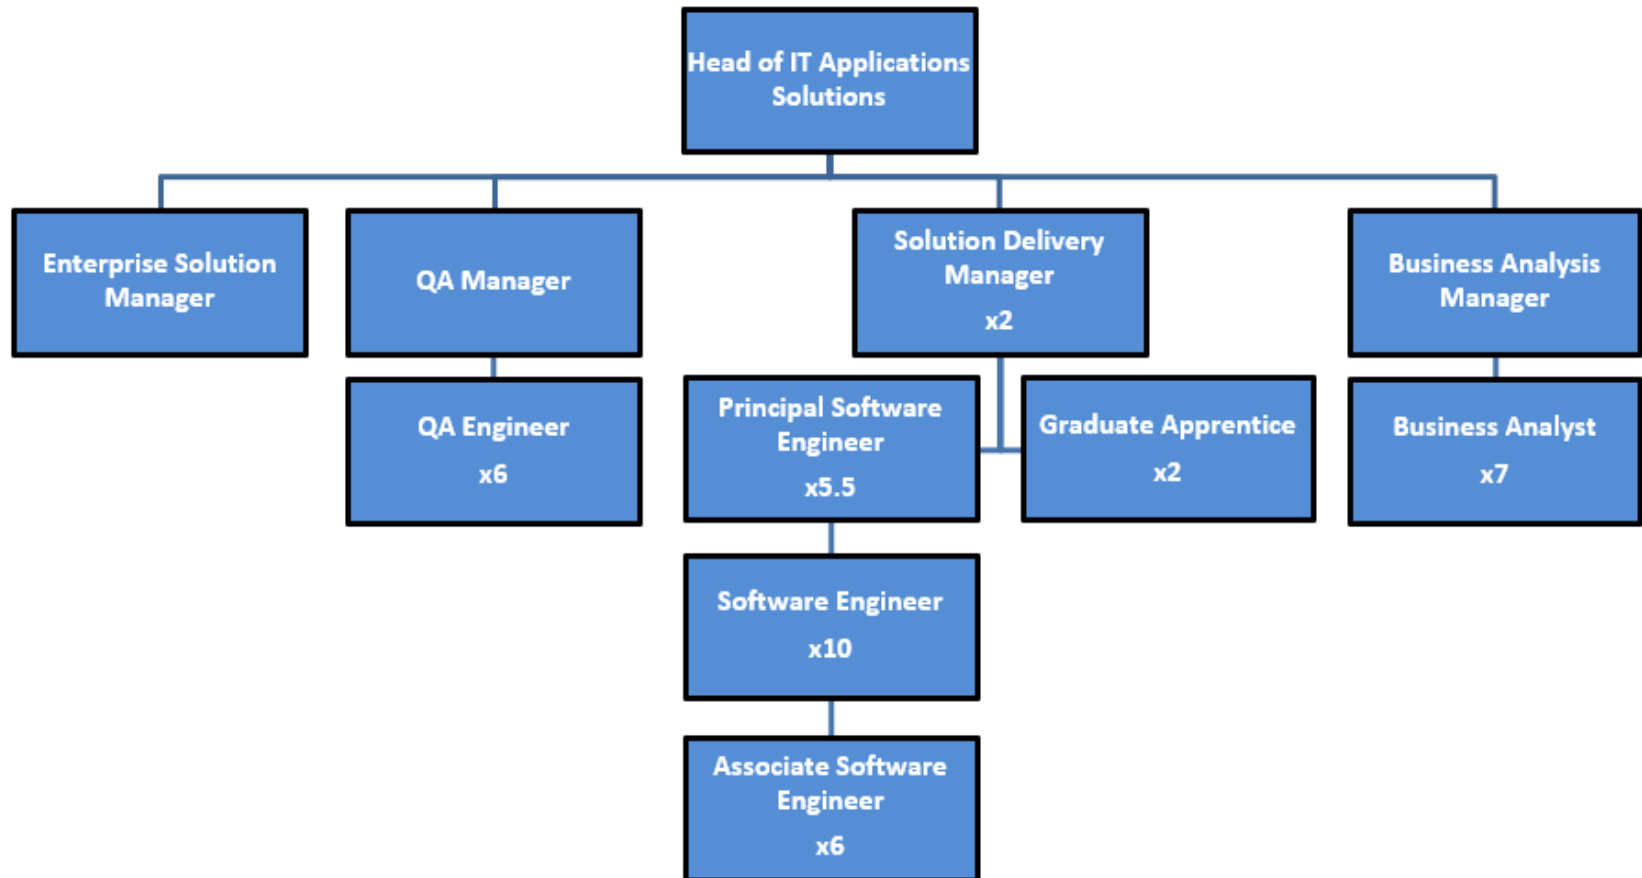 Head of IT Applications
Solutions
Enterprise Solution
Manager
QA Manager
Solution Delivery
Manager
x2
Business Analysis
Manager
QA Engineer
x6
Principal Software
Engineer
x5.5
Graduate Apprentice
x2
Business Analyst
x7
Software Engineer
x10
Associate Software
Engineer
x6